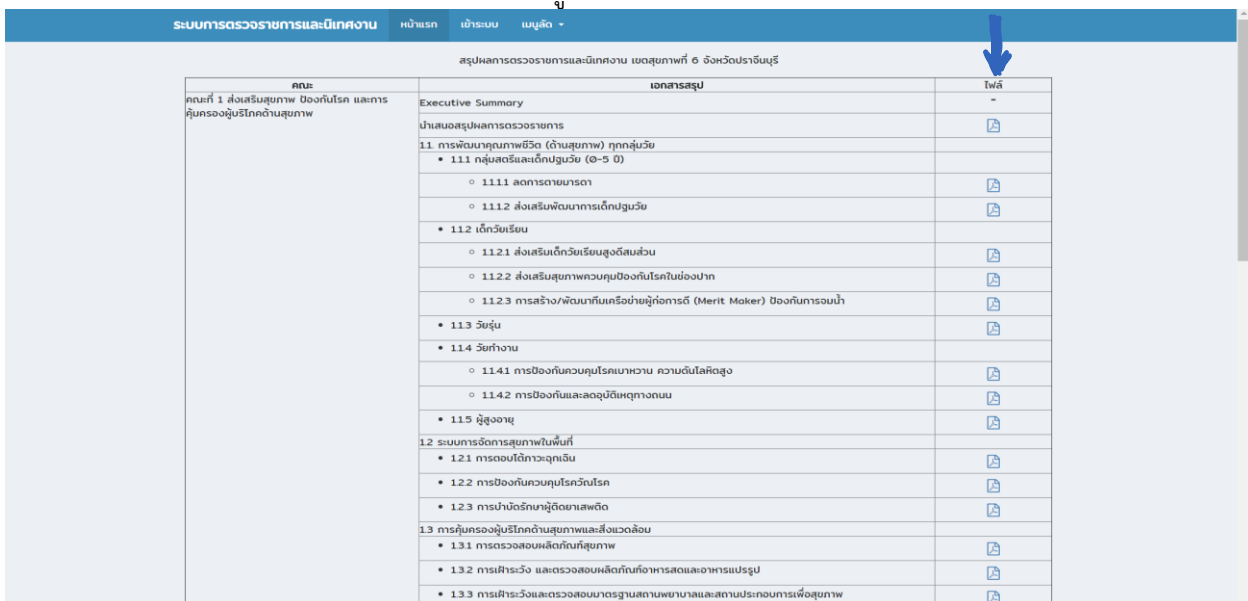 ระบบการตรวจราชการและนิเทศงาน หน้าแรก เข้าระบบ เมนูลัด
สรุปผลการตรวจราชการและนิเทศงาน เขตสุขภาพที่ 6 จังหวัดปราจีนบุรี
คณะ เอกสารสรุป ไฟล์
คณะที่ 1 ส่งเสริมสุขภาพ ป้องกันโรค และการ
คุ้มครองผู้บริโภคด้านสุขภาพ
Executive Summary -
นำเสนอสรุปผลการตรวจราชการ
1.1. การพัฒนาคุณภาพชีวิต (ด้านสุขภาพ) ทุกกลุ่มวัย
• 1.1.1 กลุ่มสตรีและเด็กปฐมวัย (0-5 ปี)
○ 1.1.1.1 ลดการตายมารดา
○ 1.1.1.2 ส่งเสริมพัฒนาการเด็กปฐมวัย
• 1.1.2 เด็กวัยเรียน
○ 1.1.2.1 ส่งเสริมเด็กวัยเรียนสูงดีสมส่วน
○ 1.1.2.2 ส่งเสริมสุขภาพควบคุมป้องกันโรคในช่องปาก
○ 1.1.2.3 การสร้าง/พัฒนาทีมเครือข่ายผู้ก่อการดี (Merit Maker) ป้องกันการจมน้ำ
• 1.1.3 วัยรุ่น
• 1.1.4 วัยทำงาน
○ 1.1.4.1 การป้องกันควบคุมโรคเบาหวาน ความดันโลหิตสูง
○ 1.1.4.2 การป้องกันและลดอุบัติเหตุทางถนน
• 1.1.5 ผู้สูงอายุ
1.2 ระบบการจัดการสุขภาพในพื้นที่
• 1.2.1 การตอบโต้ภาวะฉุกเฉิน
• 1.2.2 การป้องกันควบคุมโรควัณโรค
• 1.2.3 การบำบัดรักษาผู้ติดยาเสพติด
1.3 การคุ้มครองผู้บริโภคด้านสุขภาพและสิ่งแวดล้อม
• 1.3.1 การตรวจสอบผลิตภัณฑ์สุขภาพ
• 1.3.2 การเฝ้าระวัง และตรวจสอบผลิตภัณฑ์อาหารสดและอาหารแปรรูป
• 1.3.3 การเฝ้าระวังและตรวจสอบมาตรฐานสถานพยาบาลและสถานประกอบการเพื่อสุขภาพ